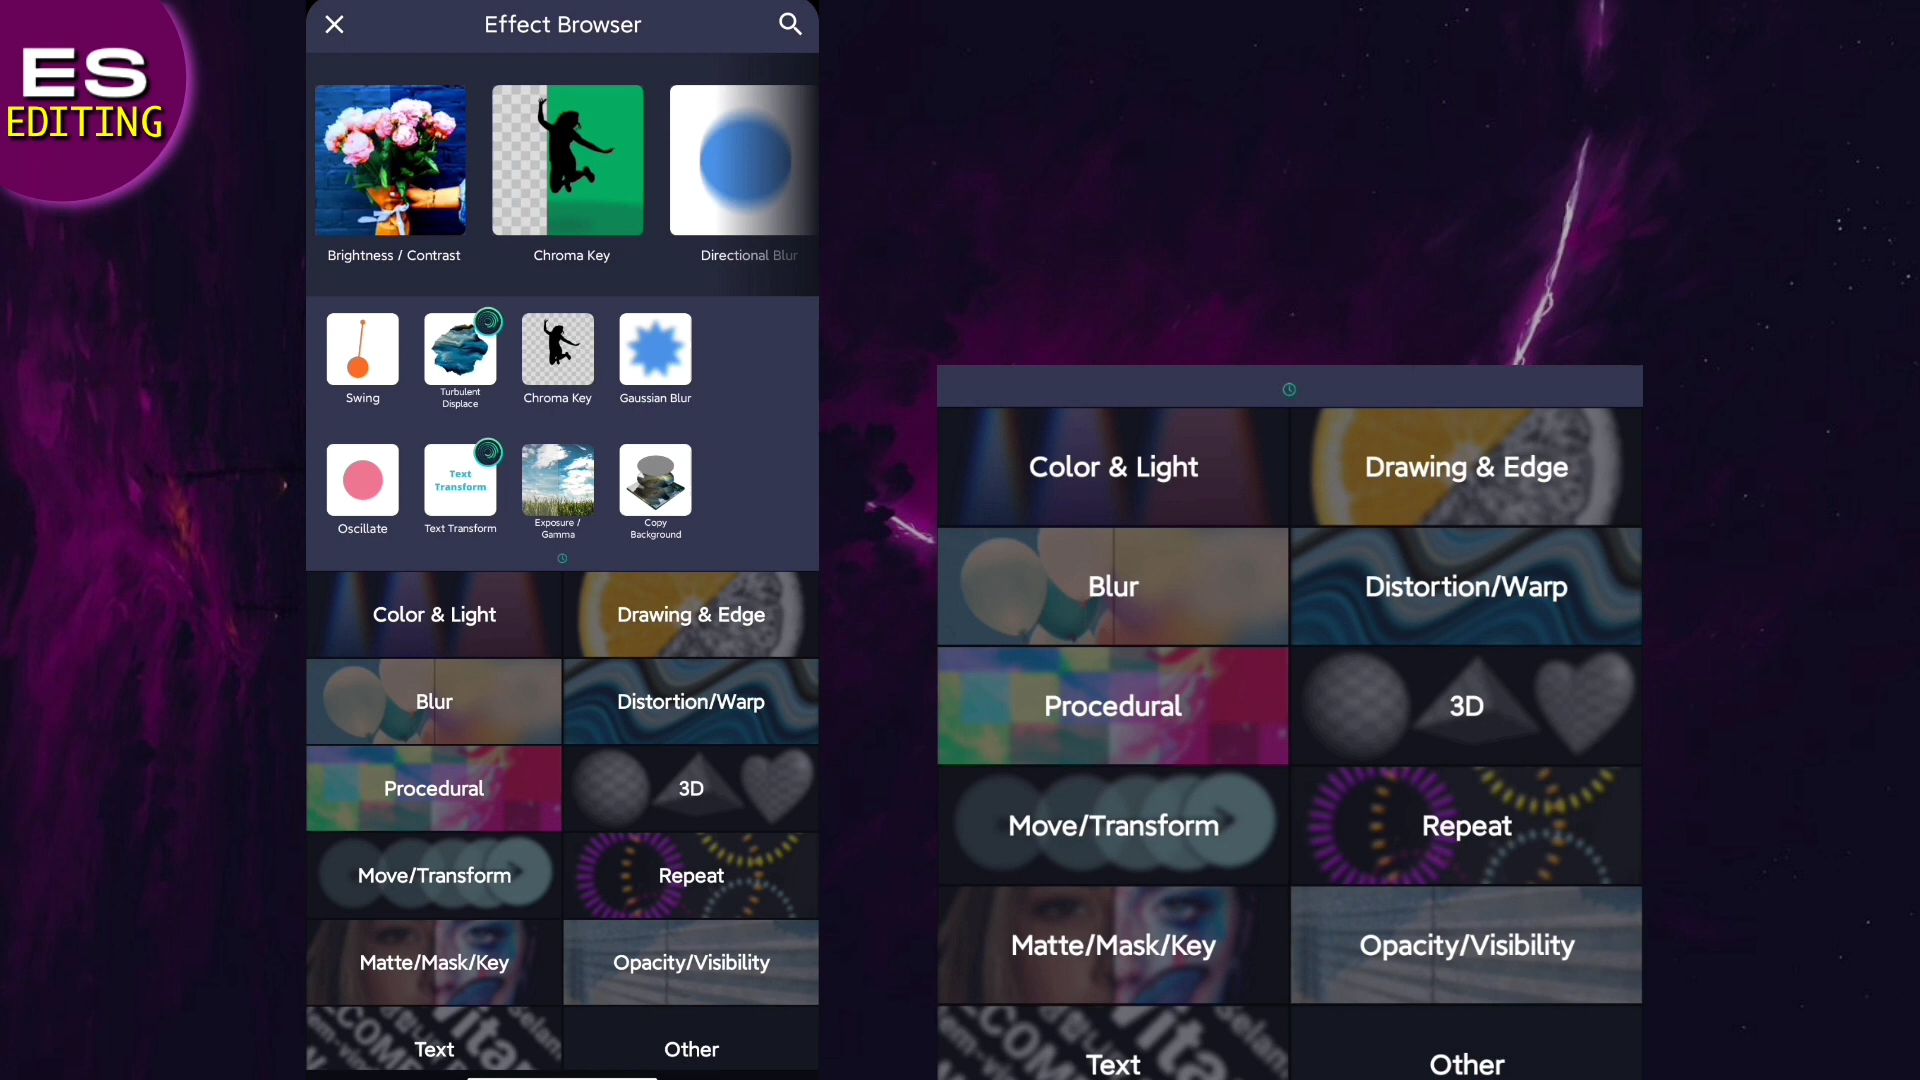 ES
EDITING
Effect Browser
Brightness / Contrast
Chroma Key
Directional Blur
Swing
Turbulent
Displace
Chroma Key
Gaussian Blur
Text
Transform
Oscillate
Text Transform
Exposure /
Gamma
Copy
Background
Color & Light
Drawing & Edge
Blur
Distortion/Warp
Procedural
3D
Move/Transform
Repeat
Matte/Mask/Key
Opacity/Visibility
Text
Other
Color & Light
Drawing & Edge
Blur
Distortion/Warp
Procedural
3D
Move/Transform
Repeat
Matte/Mask/Key
Opacity/Visibility
Text
Other